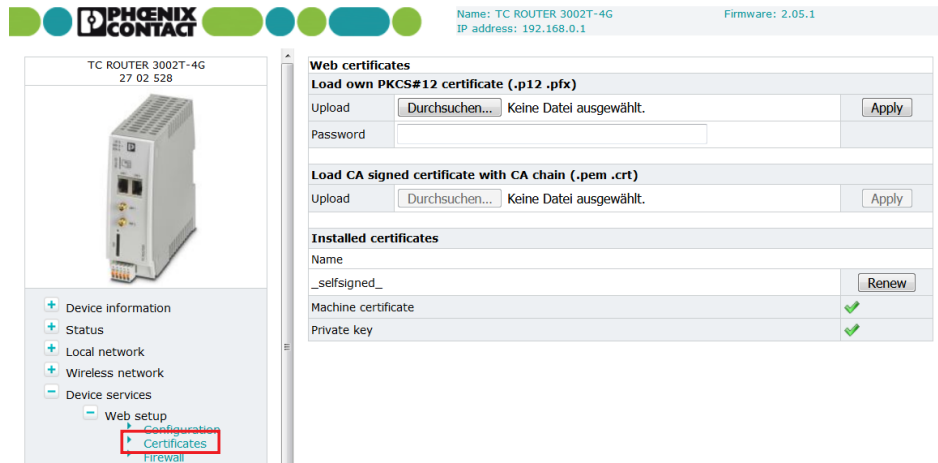 PHŒNIX
CONTACT
Name: TC ROUTER 3002T-4G
Firmware: 2.05.1
IP address: 192.168.0.1
TC ROUTER 3002T-4G
27 02 528
Device information
Status
Local network
Wireless network
Device services
Web setup
Configuration
Certificates
Firewall
Web certificates
Load own PKCS#12 certificate (.p12 .pfx)
Upload Durchsuchen... Keine Datei ausgewählt. Apply
Password
Load CA signed certificate with CA chain (.pem .crt)
Upload Durchsuchen... Keine Datei ausgewählt. Apply
Installed certificates
Name
_selfsigned_ Renew
Machine certificate
Private key